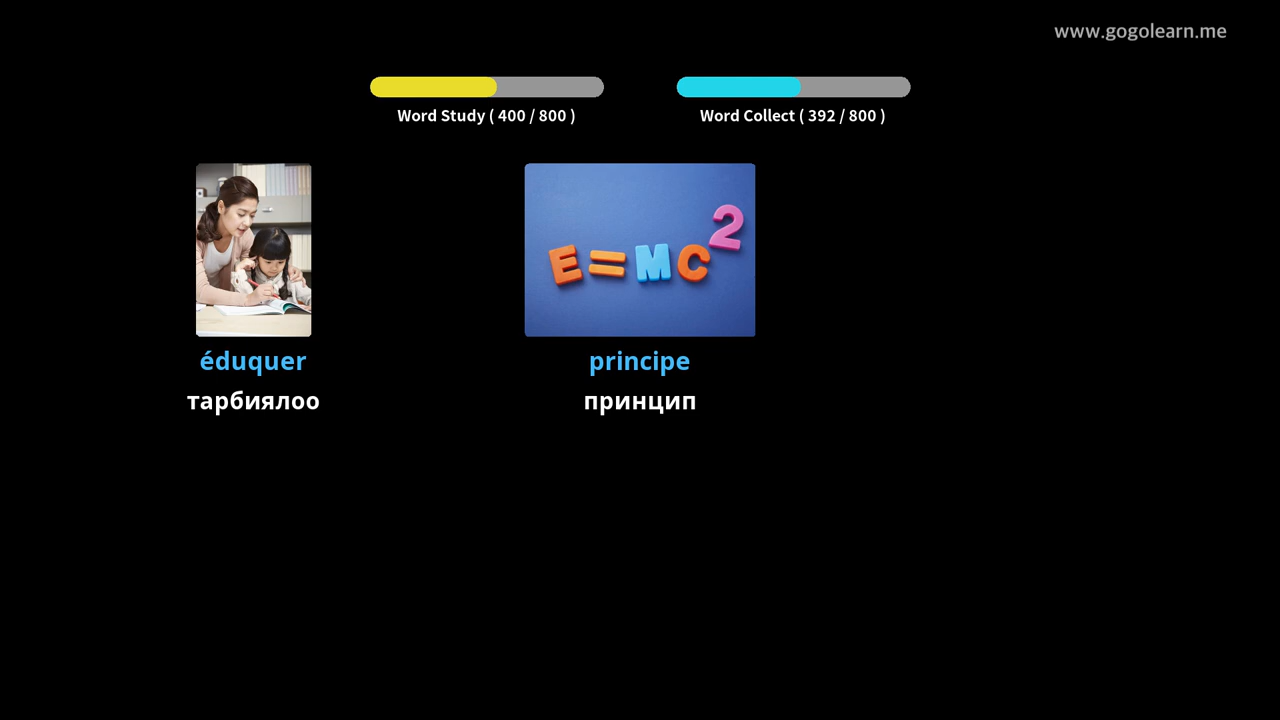 www.gogolearn.me
Word Study ( 400 / 800 )
Word Collect ( 392 / 800 )
E=MC2
éduquer
principe
тарбиялоо
принцип